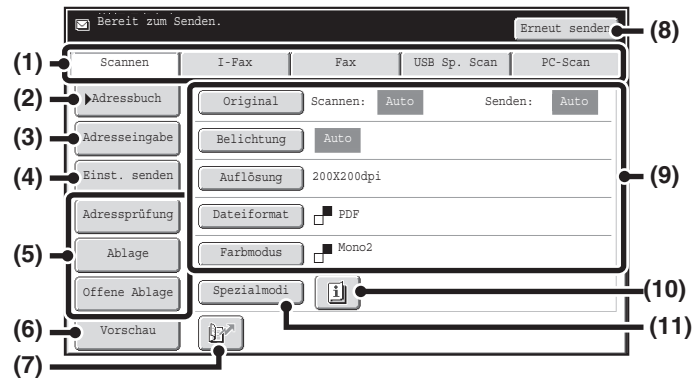 Bereit zum Senden.
Erneut senden (8)
(1) Scannen I-Fax Fax USB Sp. Scan PC-Scan
(2) Adressbuch Original Scannen: Auto Senden: Auto
(3) Adresseingabe Belichtung Auto
(4) Einst. senden Auflösung 200X200dpi (9)
Adressprüfung Dateiformat PDF
(5) Ablage Farbmodus Mono2
Offene Ablage Spezialmodi (10)
(6) Vorschau (11)
(7)